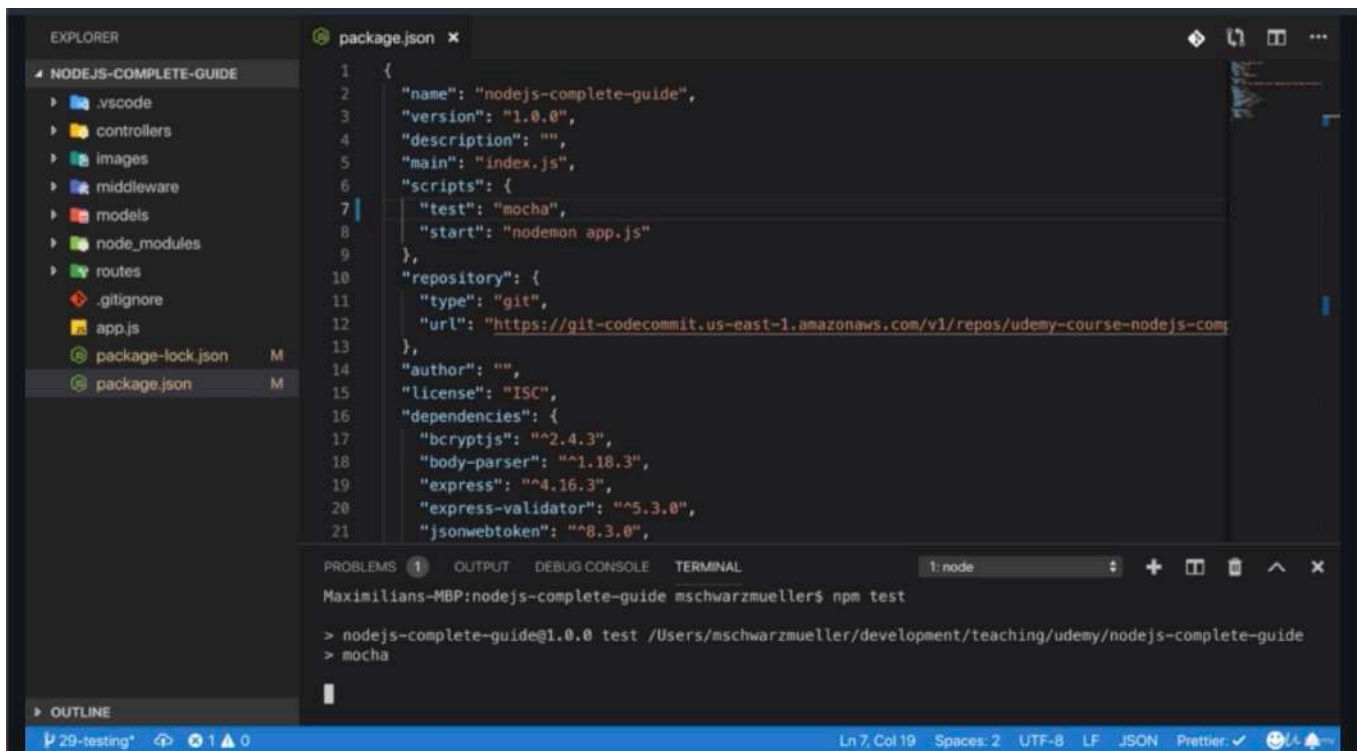 EXPLORER
NODEJS-COMPLETE-GUIDE
.vscode
controllers
images
middleware
models
node_modules
routes
.gitignore
app.js
package-lock.json M
package.json M
OUTLINE
package.json ×
1 {
2 "name": "nodejs-complete-guide",
3 "version": "1.0.0",
4 "description": "",
5 "main": "index.js",
6 "scripts": {
7 "test": "mocha",
8 "start": "nodemon app.js"
9 },
10 "repository": {
11 "type": "git",
12 "url": "https://git-codecommit.us-east-1.amazonaws.com/v1/repos/udemy-course-nodejs-comp
13 },
14 "author": "",
15 "license": "ISC",
16 "dependencies": {
17 "bcryptjs": "^2.4.3",
18 "body-parser": "^1.18.3",
19 "express": "^4.16.3",
20 "express-validator": "^5.3.0",
21 "jsonwebtoken": "^8.3.0",
PROBLEMS 1 OUTPUT DEBUG CONSOLE TERMINAL 1: node
Maximilians-MBP:nodejs-complete-guide mschwarzmueller$ npm test
> nodejs-complete-guide@1.0.0 test /Users/mschwarzmueller/development/teaching/udemy/nodejs-complete-guide
> mocha
29-testing* 1 0 Ln 7, Col 19 Spaces: 2 UTF-8 LF JSON Prettier: ✓